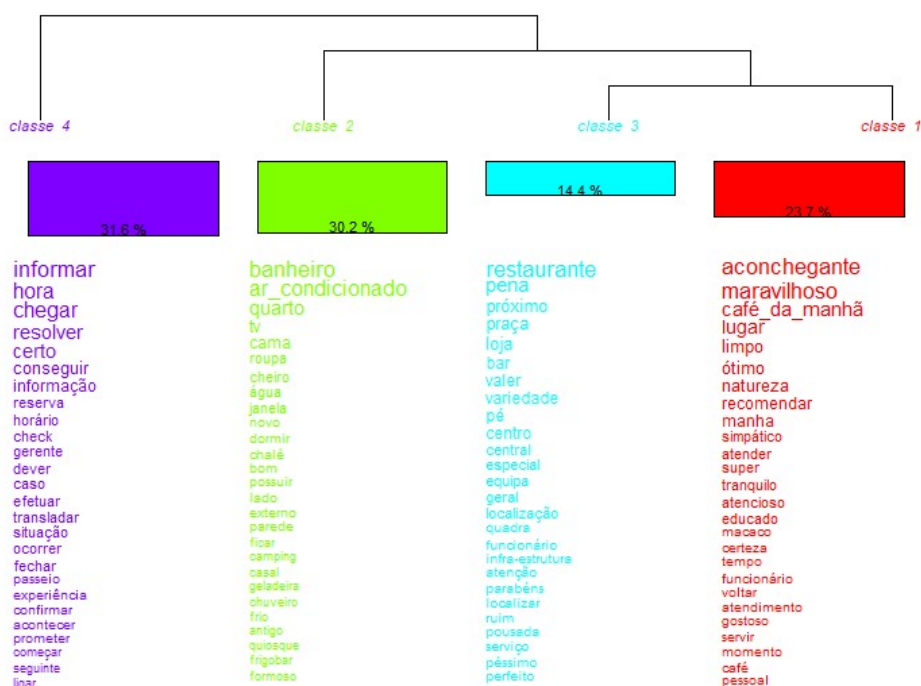 classe 4
classe 2
classe 3
classe 1
31.6 %
30.2 %
14.4 %
23.7 %
informar
hora
chegar
resolver
certo
conseguir
informação
reserva
horário
check
gerente
dever
caso
efetuar
transladar
situação
ocorrer
fechar
passeio
experiência
confirmar
acontecer
prometer
começar
seguinte
ligar
banheiro
ar_condicionado
quarto
tv
cama
roupa
cheiro
água
janela
novo
dormir
chalé
bom
possuir
lado
externo
parede
ficar
camping
casal
geladeira
chuveiro
frio
antigo
quiosque
frigobar
formoso
restaurante
pena
próximo
praça
loja
bar
valer
variedade
pé
centro
central
especial
equipa
geral
localização
quadra
funcionário
infra-estrutura
atenção
parabéns
localizar
ruim
pousada
serviço
péssimo
perfeito
aconchegante
maravilhoso
café_da_manhã
lugar
limpo
ótimo
natureza
recomendar
manha
simpático
atender
super
tranquilo
atencioso
educado
macaco
certeza
tempo
funcionário
voltar
atendimento
gostoso
servir
momento
café
pessoal